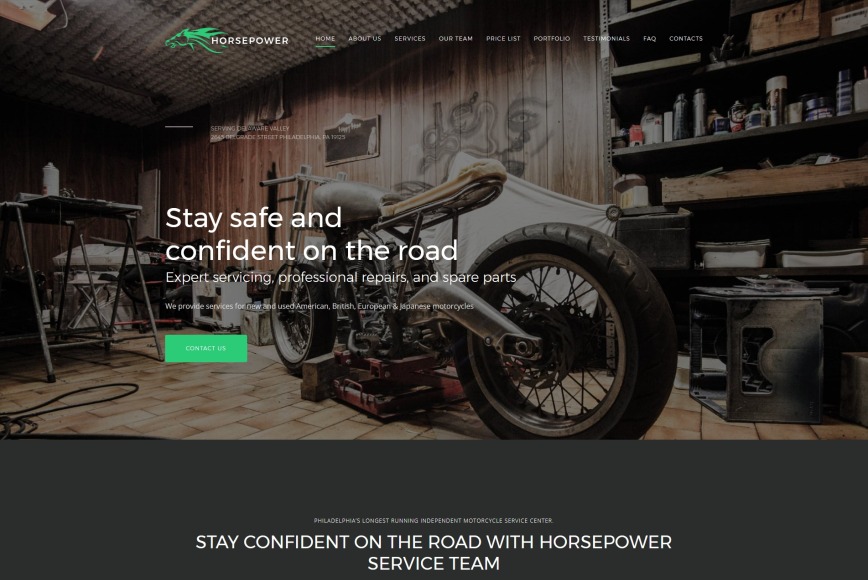 HORSEPOWER
HOME ABOUT US SERVICES OUR TEAM PRICE LIST PORTFOLIO TESTIMONIALS FAQ CONTACTS
SERVING DELAWARE VALLEY
2645 BELGRADE STREET PHILADELPHIA, PA 19125
Stay safe and
confident on the road
Expert servicing, professional repairs, and spare parts
We provide services for new and used American, British, European & Japanese motorcycles
CONTACT US
PHILADELPHIA'S LONGEST RUNNING INDEPENDENT MOTORCYCLE SERVICE CENTER.
STAY CONFIDENT ON THE ROAD WITH HORSEPOWER
SERVICE TEAM